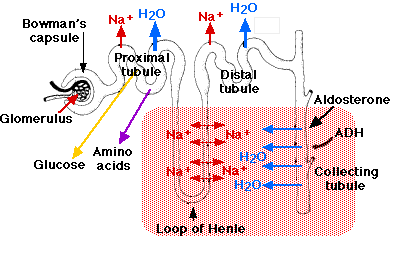 Bowman's
capsule
Na+
H2O
Na+
H2O
Proximal
tubule
Distal
tubule
Glomerulus
Glucose
Amino
acids
Aldosterone
ADH
Collecting
tubule
Na+
Na+
H2O
Na+
Na+
H2O
Loop of Henle